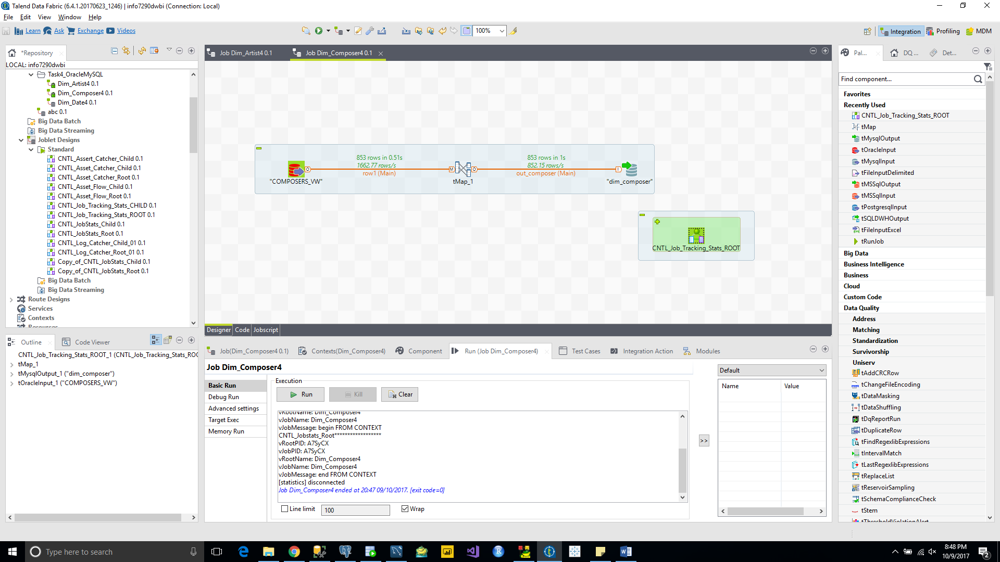 Talend Data Fabric (6.4.1.20170623_1246) | info7290dwbi (Connection: Local)
File Edit View Window Help
Learn Ask Exchange Videos
100%
Integration Profiling MDM
*Repository
LOCAL: info7290dwbi
Task4_OracleMySQL
Dim_Artist4 0.1
Dim_Composer4 0.1
Dim_Date4 0.1
abc 0.1
Big Data Batch
Big Data Streaming
Joblet Designs
Standard
CNTL_Assert_Catcher_Child 0.1
CNTL_Asset_Catcher_Child 0.1
CNTL_Asset_Catcher_Root 0.1
CNTL_Asset_Flow_Child 0.1
CNTL_Asset_Flow_Root 0.1
CNTL_Job_Tracking_Stats_CHILD 0.1
CNTL_Job_Tracking_Stats_ROOT 0.1
CNTL_JobStats_Child 0.1
CNTL_JobStats_Root 0.1
CNTL_Log_Catcher_Child_01 0.1
CNTL_Log_Catcher_Root_01 0.1
Copy_of_CNTL_JobStats_Child 0.1
Copy_of_CNTL_JobStats_Root 0.1
Big Data Batch
Big Data Streaming
Route Designs
Services
Contexts
Resources
Outline Code Viewer
CNTL_Job_Tracking_Stats_ROOT_1 (CNTL_Job_Tracking_Stats_ROO
tMap_1
tMysqlOutput_1 ("dim_composer")
tOracleInput_1 ("COMPOSERS_VW")
Job Dim_Artist4 0.1 Job Dim_Composer4 0.1
853 rows in 0.51s
1662.77 rows/s
row1 (Main)
853 rows in 1s
852.15 rows/s
out_composer (Main)
"COMPOSERS_VW"
tMap_1
"dim_composer"
CNTL_Job_Tracking_Stats_ROOT
Designer Code Jobscript
Job(Dim_Composer4 0.1) Contexts(Dim_Composer4) Component Run (Job Dim_Composer4) Test Cases Integration Action Modules
Job Dim_Composer4
Basic Run
Debug Run
Advanced settings
Target Exec
Memory Run
Execution
Run Kill Clear
vRootName: Dim_Composer4
vJobName: Dim_Composer4
vJobMessage: begin FROM CONTEXT
CNTL_Jobstats_Root******************
vRootPID: A7SyCX
vJobPID: A7SyCX
vRootName: Dim_Composer4
vJobName: Dim_Composer4
vJobMessage: end FROM CONTEXT
[statistics] disconnected
Job Dim_Composer4 ended at 20:47 09/10/2017. [exit code=0]
Line limit 100 Wrap
>>
Default
Name Value
Pal... DQ ... Det...
Find component...
Favorites
Recently Used
CNTL_Job_Tracking_Stats_ROOT
tMap
tMysqlOutput
tOracleInput
tMysqlInput
tFileInputDelimited
tMSSqlOutput
tMSSqlInput
tPostgresqlInput
tSQLDWHOutput
tFileInputExcel
tRunJob
Big Data
Business Intelligence
Business
Cloud
Custom Code
Data Quality
Address
Matching
Standardization
Survivorship
Uniserv
tAddCRCRow
tChangeFileEncoding
tDataMasking
tDataShuffling
tDqReportRun
tDuplicateRow
tFindRegexlibExpressions
tIntervalMatch
tLastRegexlibExpressions
tReplaceList
tReservoirSampling
tSchemaComplianceCheck
tStem
tThresholdViolationAlert
Type here to search
8:48 PM
10/9/2017
2